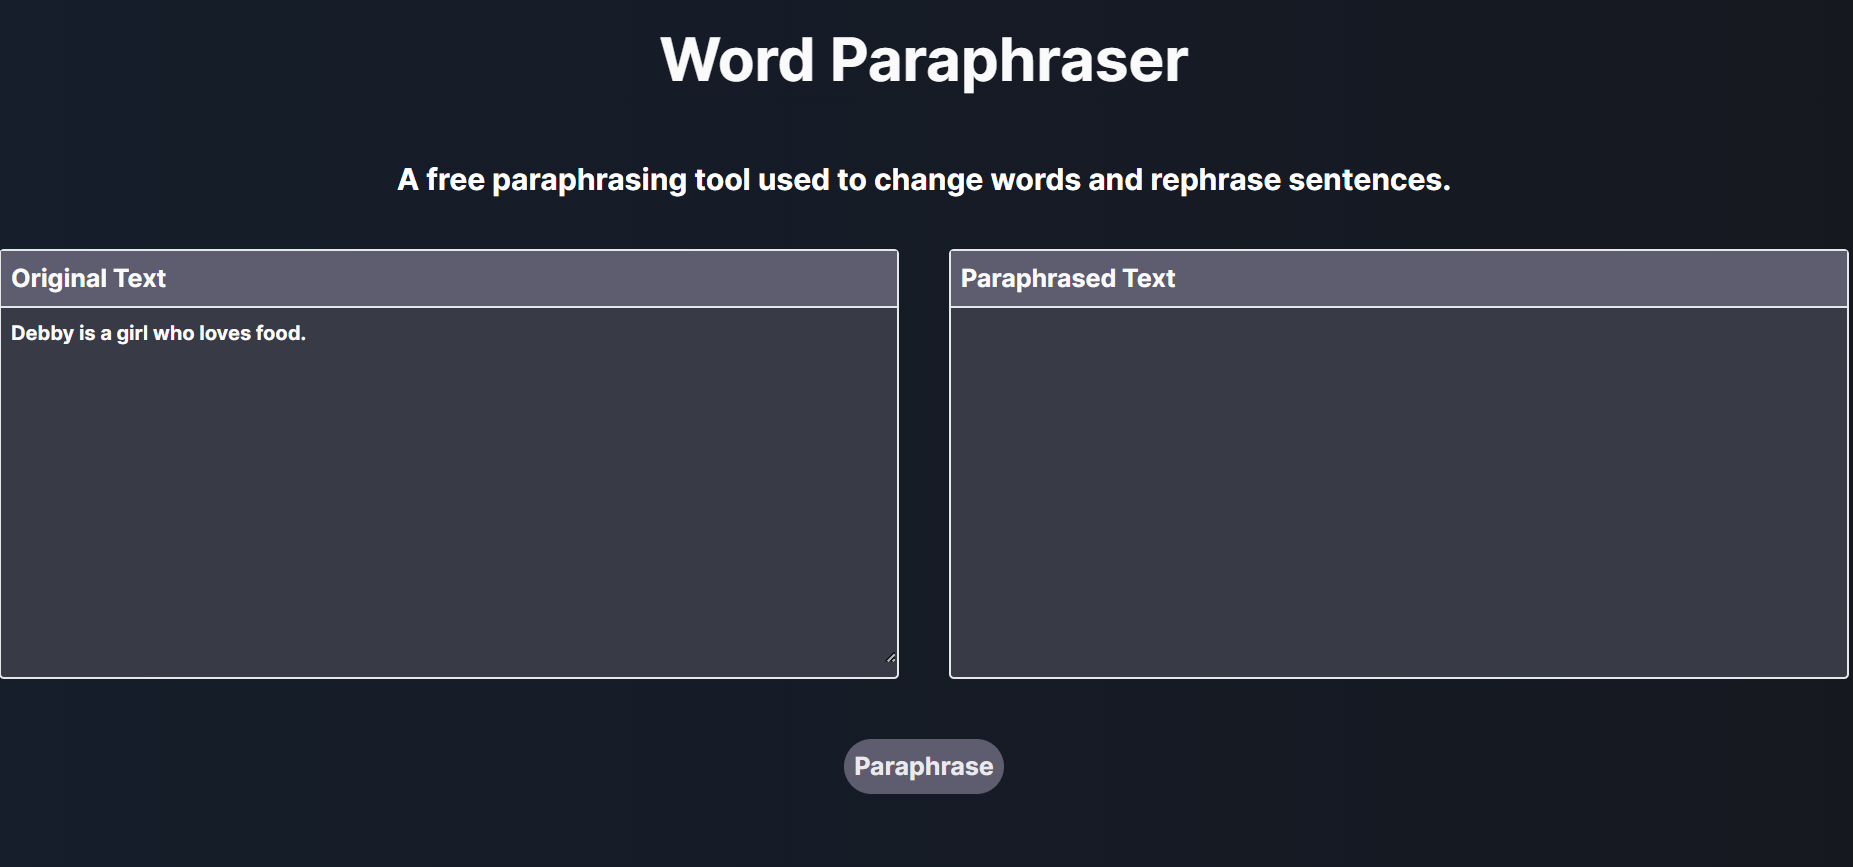 Word Paraphraser
A free paraphrasing tool used to change words and rephrase sentences.
Original Text
Debby is a girl who loves food.
Paraphrased Text
Paraphrase